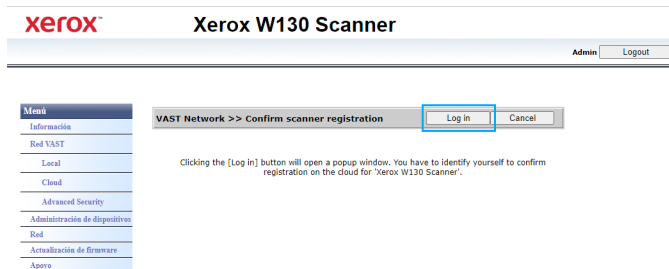 xerox™ Xerox W130 Scanner
Admin Logout
Menú
Información
Red VAST
Local
Cloud
Advanced Security
Administración de dispositivos
Red
Actualización de firmware
Apoyo
VAST Network >> Confirm scanner registration Log in Cancel
Clicking the [Log in] button will open a popup window. You have to identify yourself to confirm
registration on the cloud for 'Xerox W130 Scanner'.